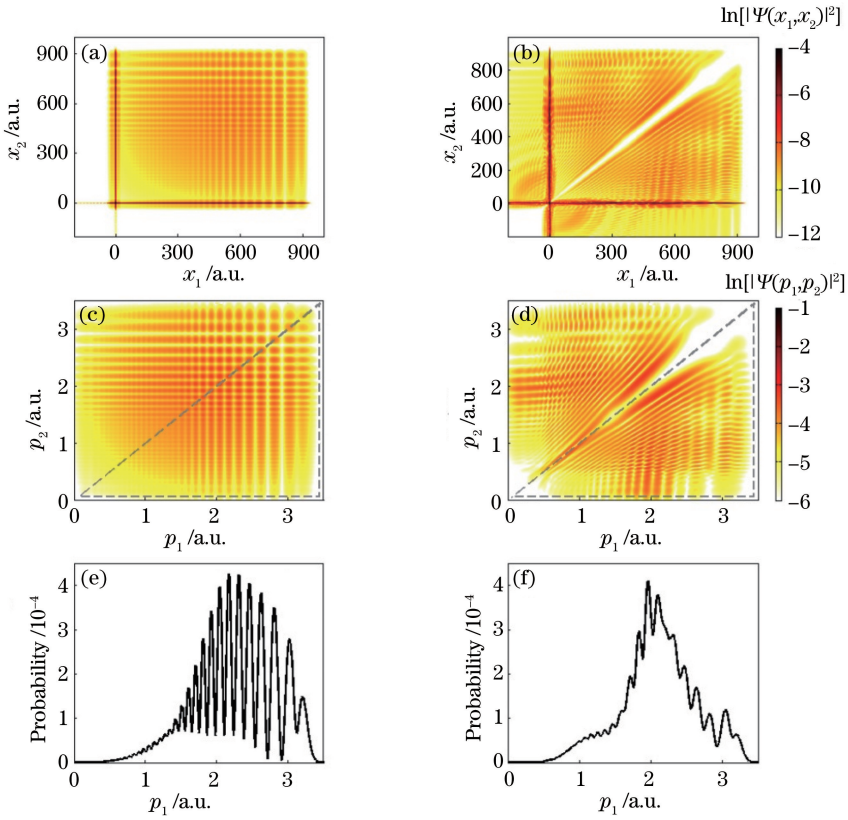 ln[|Ψ(x₁,x₂)|²]
(a)
900
600
300
0
x₂ /a.u.
0 300 600 900
x₁ /a.u.
(b)
800
600
400
200
0
x₂ /a.u.
0 300 600 900
x₁ /a.u.
−4
−6
−8
−10
−12
ln[|Ψ(p₁,p₂)|²]
(c)
3
2
1
0
p₂ /a.u.
0 1 2 3
p₁ /a.u.
(d)
3
2
1
0
p₂ /a.u.
0 1 2 3
p₁ /a.u.
−1
−2
−3
−4
−5
−6
(e)
4
3
2
1
0
Probability /10⁻⁴
0 1 2 3
p₁ /a.u.
(f)
4
3
2
1
0
Probability /10⁻⁴
0 1 2 3
p₁ /a.u.